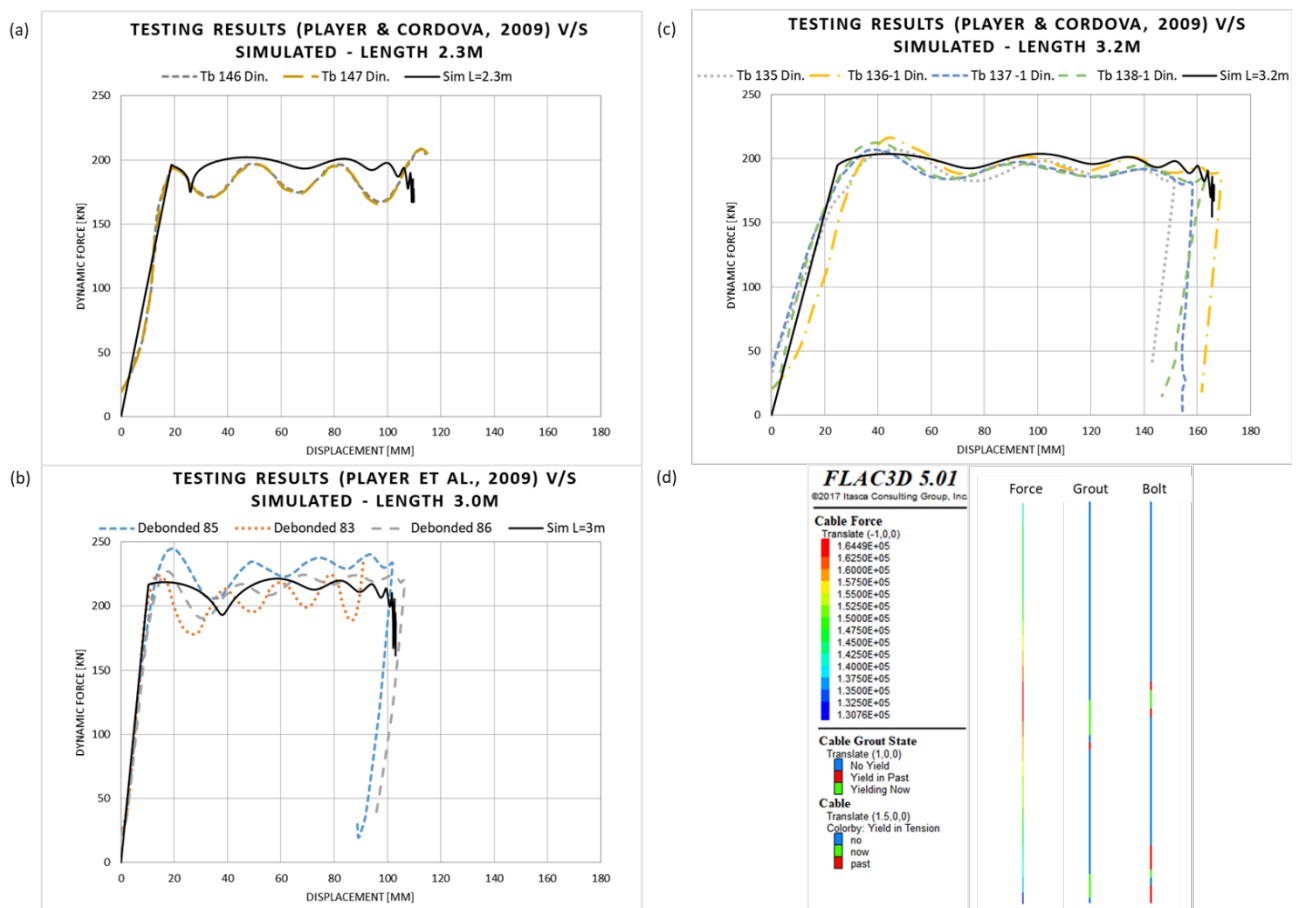 (a)
TESTING RESULTS (PLAYER & CORDOVA, 2009) V/S
SIMULATED - LENGTH 2.3M
Tb 146 Din. Tb 147 Din. Sim L=2.3m
DYNAMIC FORCE [KN]
250
200
150
100
50
0
0 20 40 60 80 100 120 140 160 180
DISPLACEMENT [MM]
(c)
TESTING RESULTS (PLAYER & CORDOVA, 2009) V/S
SIMULATED - LENGTH 3.2M
Tb 135 Din. Tb 136-1 Din. Tb 137 -1 Din. Tb 138-1 Din. Sim L=3.2m
DYNAMIC FORCE [KN]
250
200
150
100
50
0
0 20 40 60 80 100 120 140 160 180
DISPLACEMENT [MM]
(b)
TESTING RESULTS (PLAYER ET AL., 2009) V/S
SIMULATED - LENGTH 3.0M
Debonded 85 Debonded 83 Debonded 86 Sim L=3m
DYNAMIC FORCE [KN]
250
200
150
100
50
0
0 20 40 60 80 100 120 140 160 180
DISPLACEMENT [MM]
(d)
FLAC3D 5.01
©2017 Itasca Consulting Group, Inc.
Cable Force
Translate (-1,0,0)
1.6449E+05
1.6250E+05
1.6000E+05
1.5750E+05
1.5500E+05
1.5250E+05
1.5000E+05
1.4750E+05
1.4500E+05
1.4250E+05
1.4000E+05
1.3750E+05
1.3500E+05
1.3250E+05
1.3076E+05
Cable Grout State
Translate (1,0,0)
No Yield
Yield in Past
Yielding Now
Cable
Translate (1.5,0,0)
Colorby: Yield in Tension
no
now
past
Force Grout Bolt